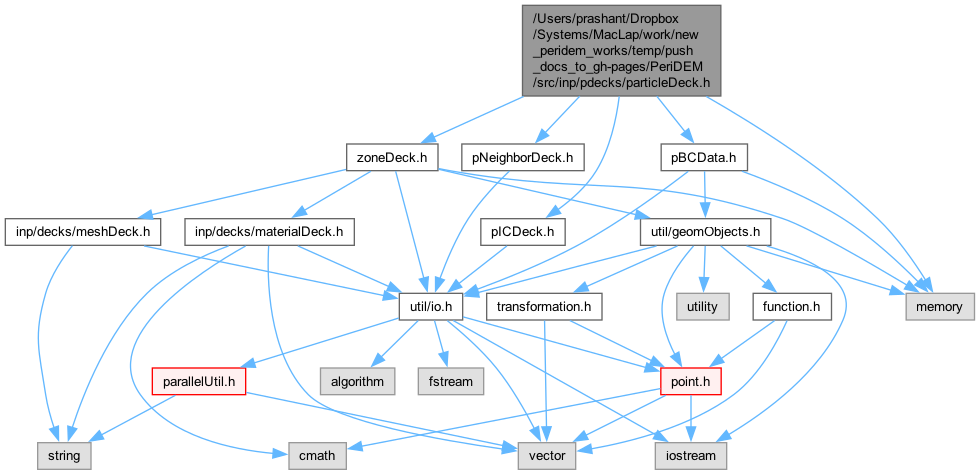 /Users/prashant/Dropbox
/Systems/MacLap/work/new
_peridem_works/temp/push
_docs_to_gh-pages/PeriDEM
/src/inp/pdecks/particleDeck.h
zoneDeck.h
pNeighborDeck.h
pBCData.h
inp/decks/meshDeck.h
inp/decks/materialDeck.h
pICDeck.h
util/geomObjects.h
util/io.h
transformation.h
utility
function.h
memory
parallelUtil.h
algorithm
fstream
point.h
string
cmath
vector
iostream